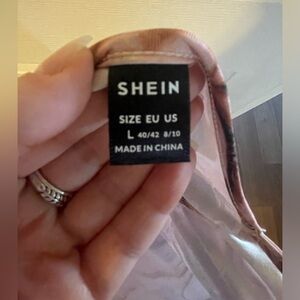 SHEIN
SIZE EU US
L 40/42 8/10
MADE IN CHINA